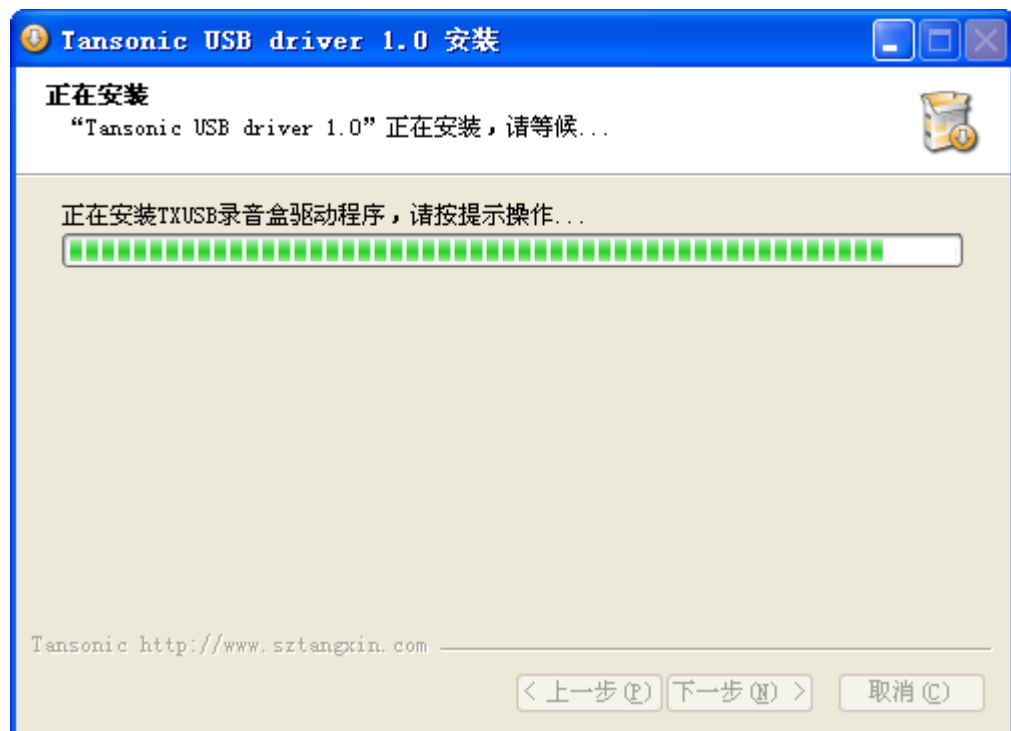 Tansonic USB driver 1.0 安装
正在安装
“Tansonic USB driver 1.0”正在安装，请等候...
正在安装TXUSB录音盒驱动程序，请按提示操作...
Tansonic http://www.sztangxin.com
< 上一步(P) 下一步(N) > 取消(C)